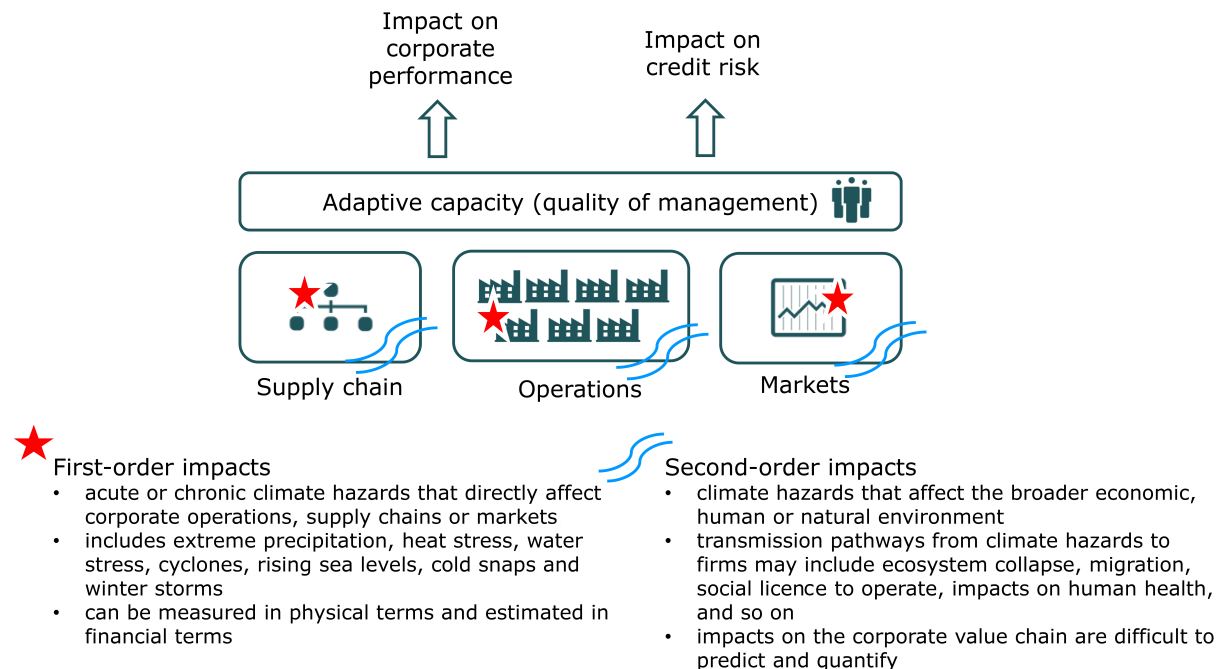 Impact on
corporate
performance
Impact on
credit risk
Adaptive capacity (quality of management)
Supply chain
Operations
Markets
First-order impacts
• acute or chronic climate hazards that directly affect
corporate operations, supply chains or markets
• includes extreme precipitation, heat stress, water
stress, cyclones, rising sea levels, cold snaps and
winter storms
• can be measured in physical terms and estimated in
financial terms
Second-order impacts
• climate hazards that affect the broader economic,
human or natural environment
• transmission pathways from climate hazards to
firms may include ecosystem collapse, migration,
social licence to operate, impacts on human health,
and so on
• impacts on the corporate value chain are difficult to
predict and quantify